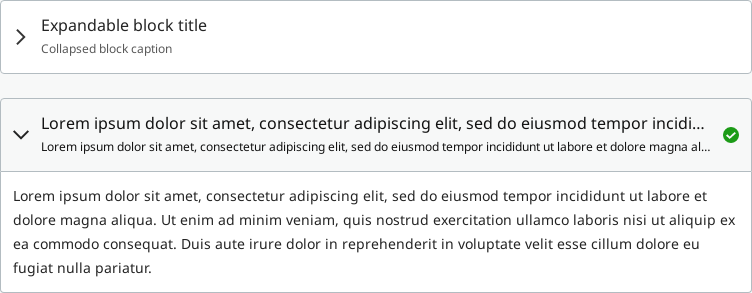 Expandable block title
Collapsed block caption
Lorem ipsum dolor sit amet, consectetur adipiscing elit, sed do eiusmod tempor incidi...
Lorem ipsum dolor sit amet, consectetur adipiscing elit, sed do eiusmod tempor incididunt ut labore et dolore magna al...
Lorem ipsum dolor sit amet, consectetur adipiscing elit, sed do eiusmod tempor incididunt ut labore et
dolore magna aliqua. Ut enim ad minim veniam, quis nostrud exercitation ullamco laboris nisi ut aliquip ex
ea commodo consequat. Duis aute irure dolor in reprehenderit in voluptate velit esse cillum dolore eu
fugiat nulla pariatur.